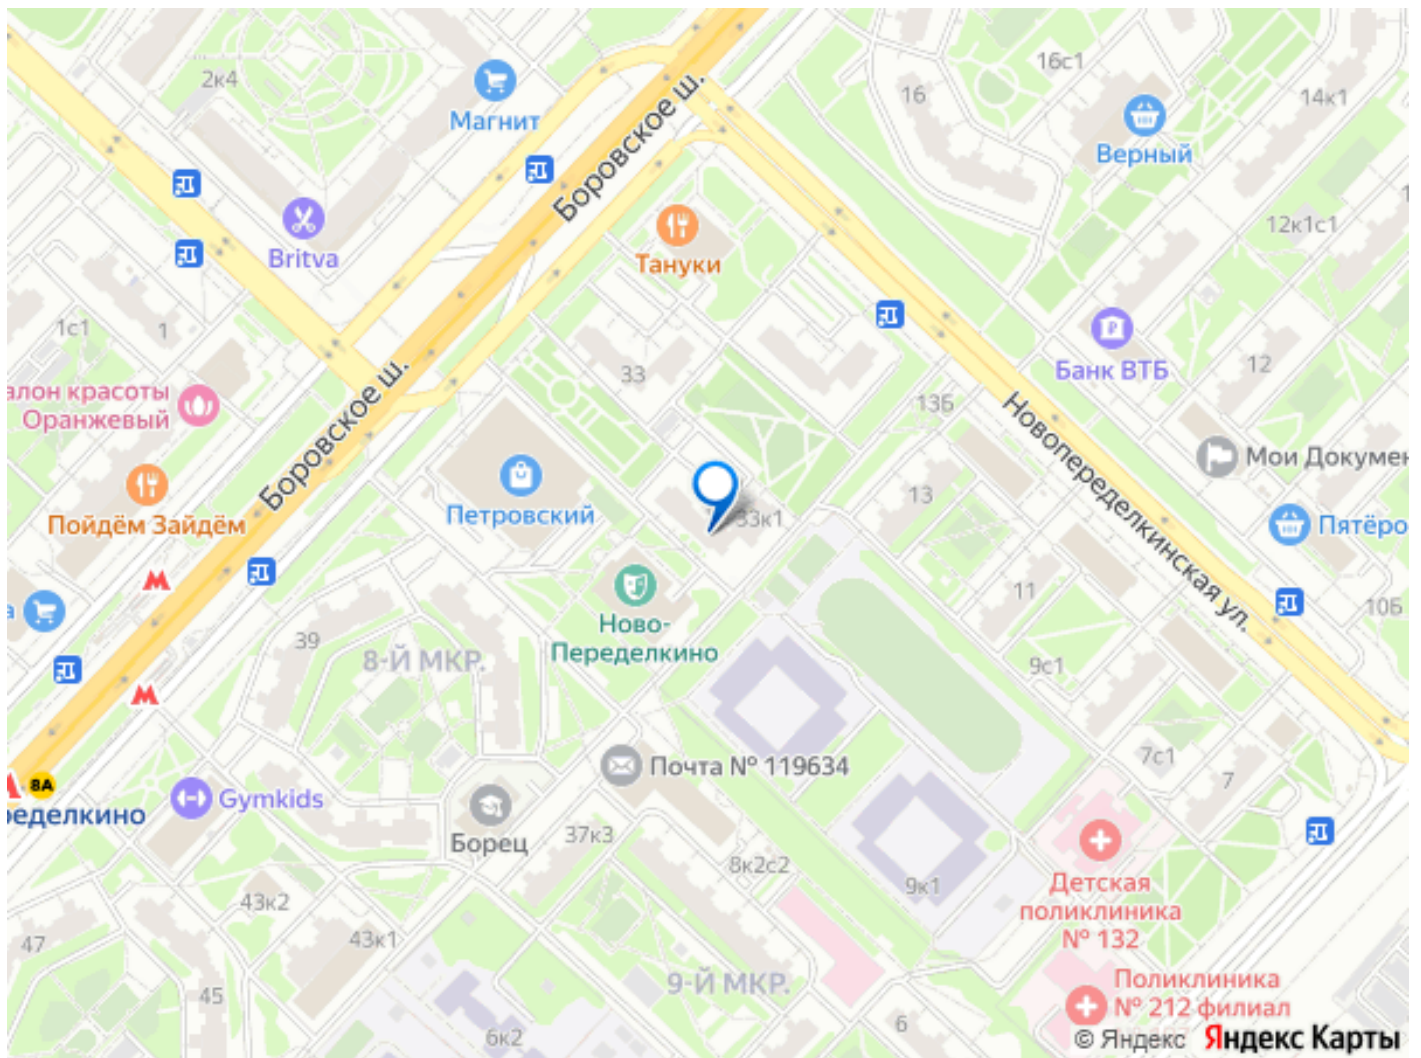 2к4
Магнит
Боровское ш.
16с1
16
14к1
Верный
Britva
Тануки
12к1с1
1с1
1
Банк ВТБ
12
33
13Б
алон красоты
Оранжевый
Боровское ш.
Новопеределкинская ул.
Мои Докумен
Пойдём Зайдём
Петровский
33к1
13
Пятёро
11
10Б
а
39
8-Й МКР.
Ново-
Переделкино
9с1
7с1
7
8А
ределкино
Gymkids
Почта № 119634
Борец
37к3
8к2с2
9к1
Детская
поликлиника
№ 132
43к2
43к1
47
45
9-Й МКР.
Поликлиника
№ 212 филиал
6к2
6
© Яндекс Яндекс Карты